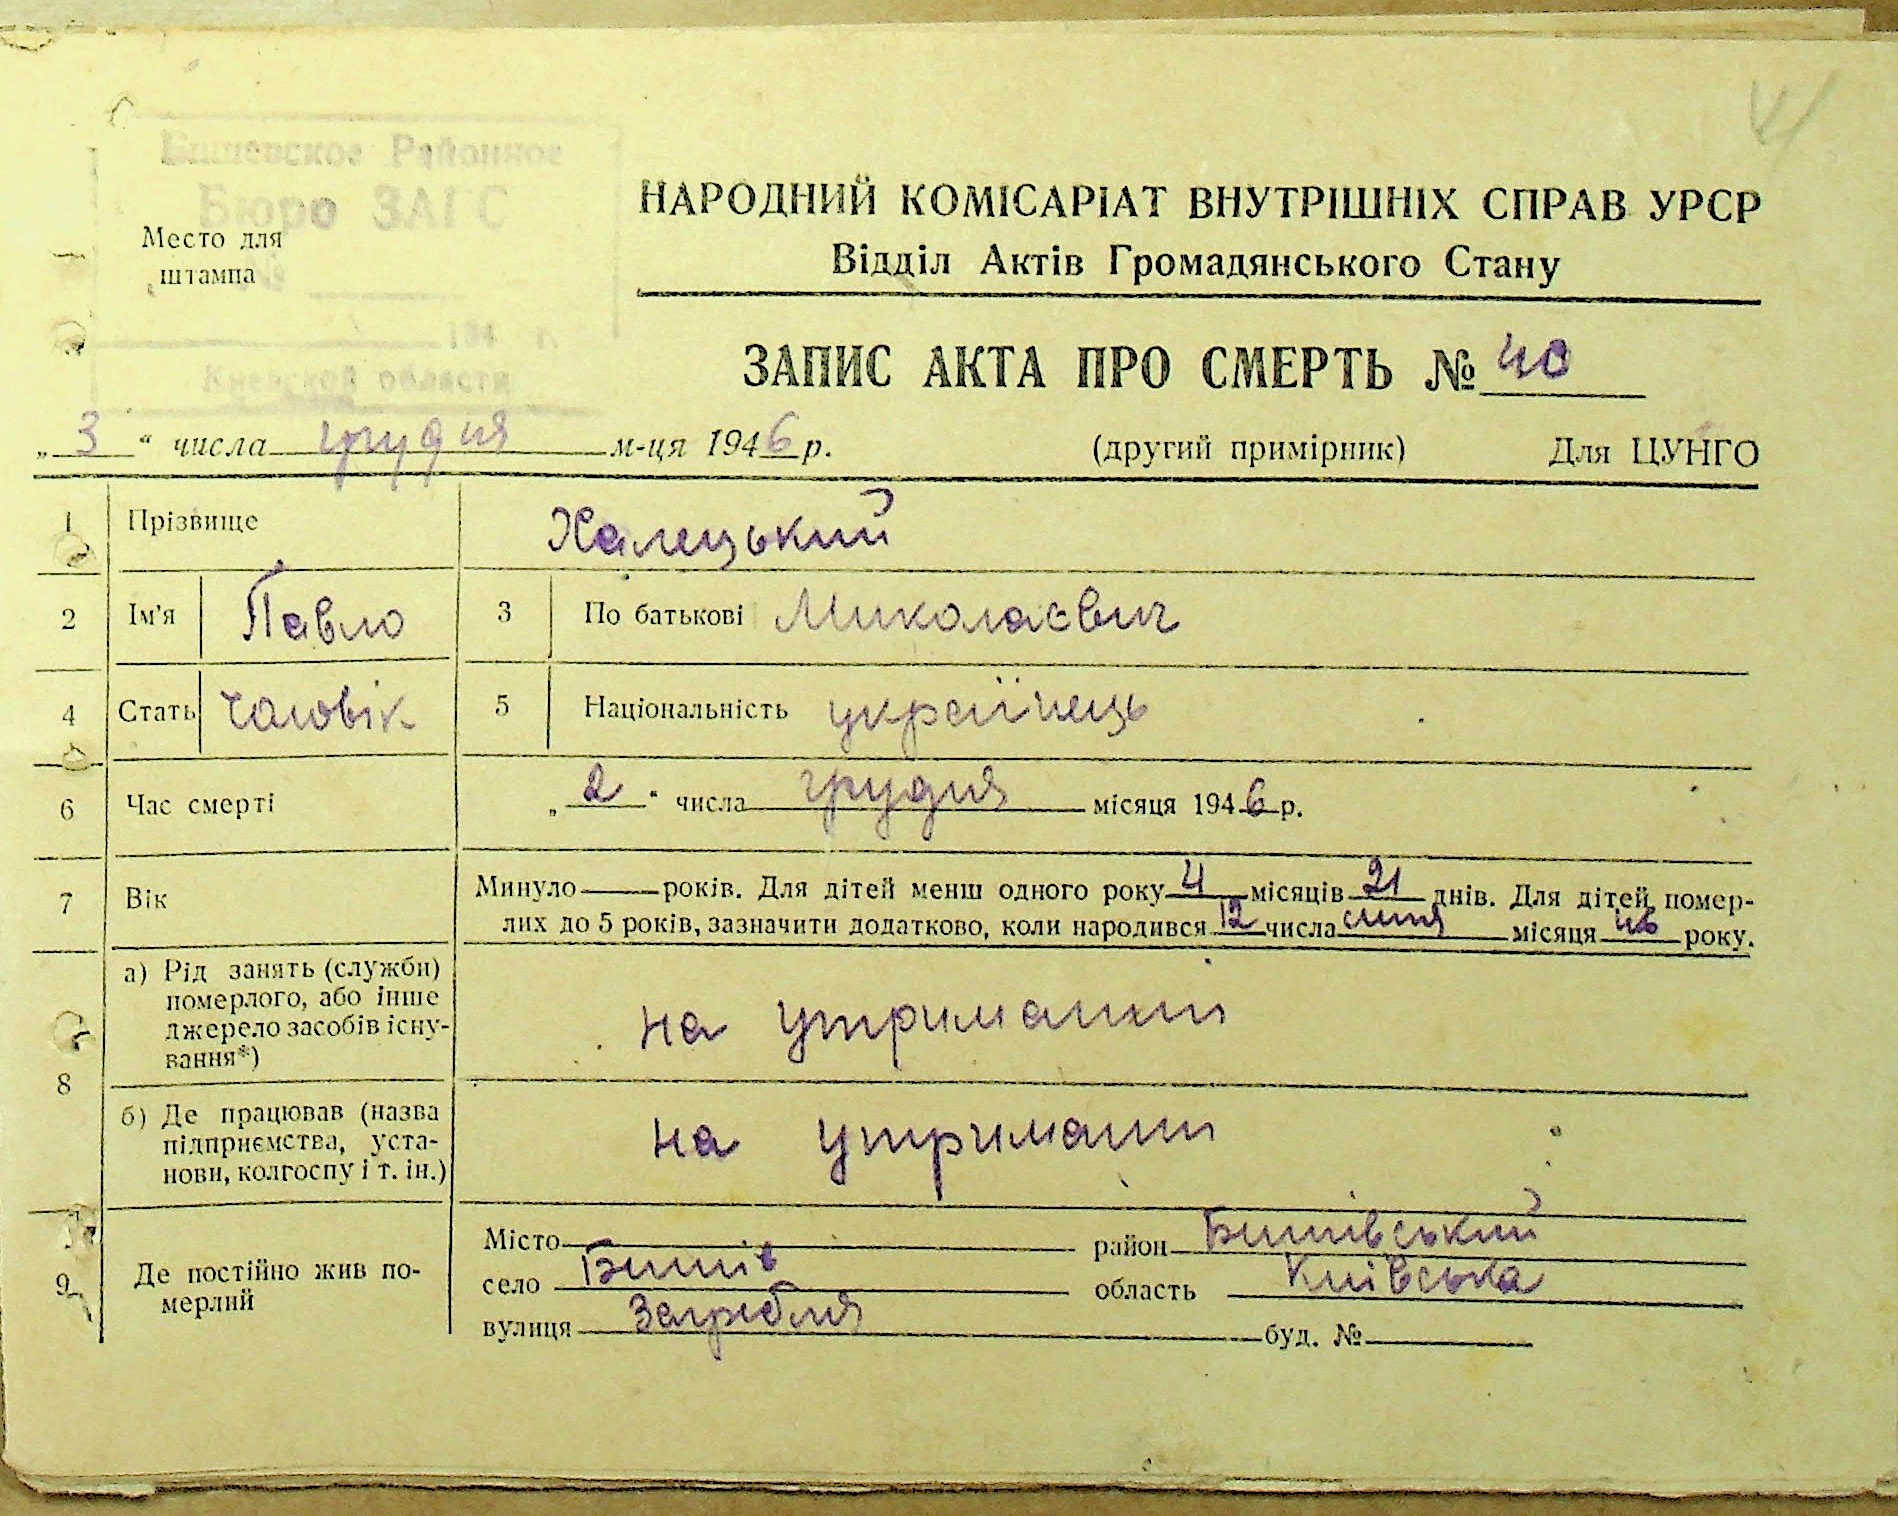 Бишевское Районное
Бюро ЗАГС
Место для
штампа
№
194 г.
Киевской области
НАРОДНИЙ КОМІСАРІАТ ВНУТРІШНІХ СПРАВ УРСР
Відділ Актів Громадянського Стану
ЗАПИС АКТА ПРО СМЕРТЬ № 40
„3“ числа грудня м-ця 1946 р. (другий примірник) Для ЦУНГО
1 Прізвище Халецький
2 Ім'я Павло 3 По батькові Миколаєвич
4 Стать чоловік 5 Національність українець
6 Час смерті „2“ числа грудня місяця 1946 р.
7 Вік Минуло — років. Для дітей менш одного року 4 місяців 21 днів. Для дітей помер-
лих до 5 років, зазначити додатково, коли народився 12 числа липня місяця 46 року.
8 а) Рід занять (служби)
померлого, або інше
джерело засобів існу-
вання*)
на утриманні
б) Де працював (назва
підприємства, уста-
нови, колгоспу і т. ін.)
на утриманні
9 Де постійно жив по-
мерлий
Місто район Бишівський
село Бишів область Київська
вулиця Загребля буд. №